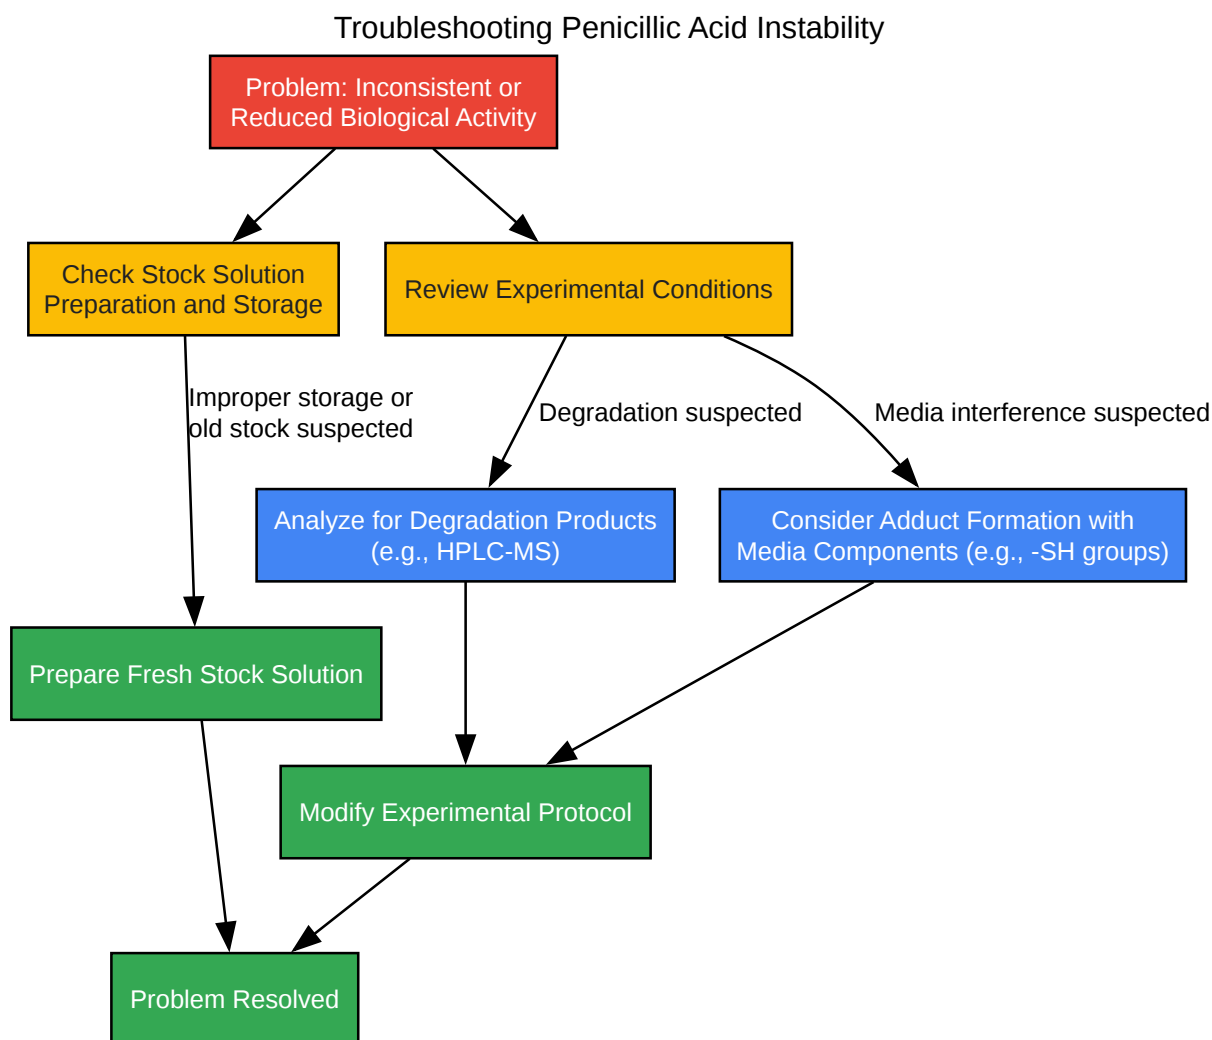 Troubleshooting Penicillic Acid Instability
Problem: Inconsistent or
Reduced Biological Activity
Check Stock Solution
Preparation and Storage
Review Experimental Conditions
Improper storage or
old stock suspected
Degradation suspected
Media interference suspected
Analyze for Degradation Products
(e.g., HPLC-MS)
Consider Adduct Formation with
Media Components (e.g., -SH groups)
Prepare Fresh Stock Solution
Modify Experimental Protocol
Problem Resolved